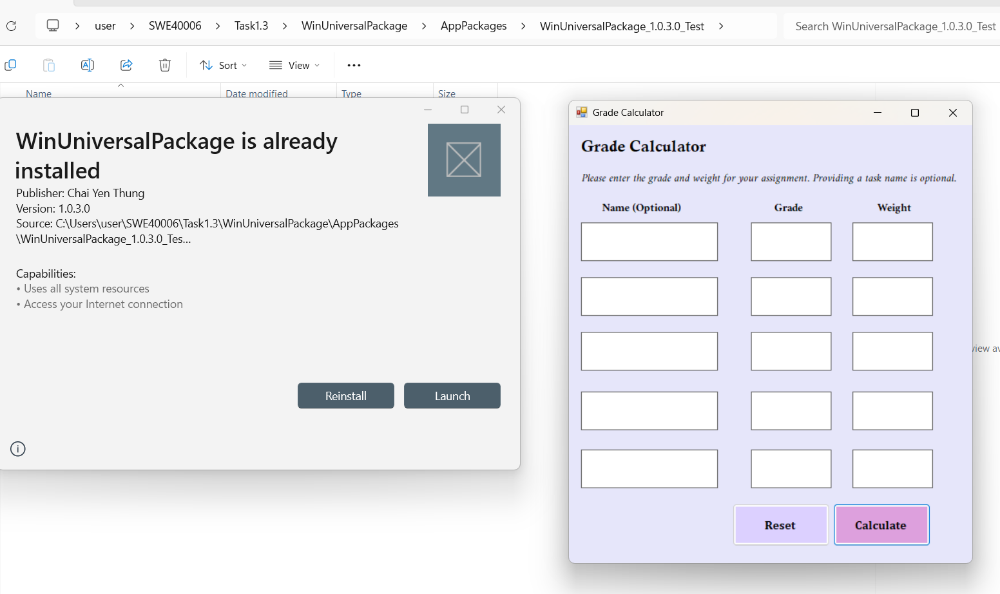 user > SWE40006 > Task1.3 > WinUniversalPackage > AppPackages > WinUniversalPackage_1.0.3.0_Test >
Search WinUniversalPackage_1.0.3.0_Test
Sort
View
Name
Date modified
Type
Size
WinUniversalPackage is already
installed
Publisher: Chai Yen Thung
Version: 1.0.3.0
Source: C:\Users\user\SWE40006\Task1.3\WinUniversalPackage\AppPackages
\WinUniversalPackage_1.0.3.0_Tes...
Capabilities:
• Uses all system resources
• Access your Internet connection
Reinstall
Launch
Grade Calculator
Grade Calculator
Please enter the grade and weight for your assignment. Providing a task name is optional.
Name (Optional)
Grade
Weight
Reset
Calculate